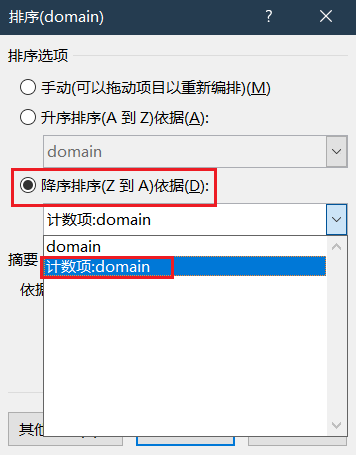 排序(domain)
?
排序选项
手动(可以拖动项目以重新编排)(M)
升序排序(A 到 Z)依据(A):
domain
降序排序(Z 到 A)依据(D):
计数项:domain
domain
计数项:domain
摘要
依据
其他